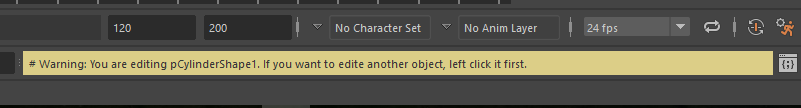 120 200 No Character Set No Anim Layer 24 fps
# Warning: You are editing pCylinderShape1. If you want to edite another object, left click it first.